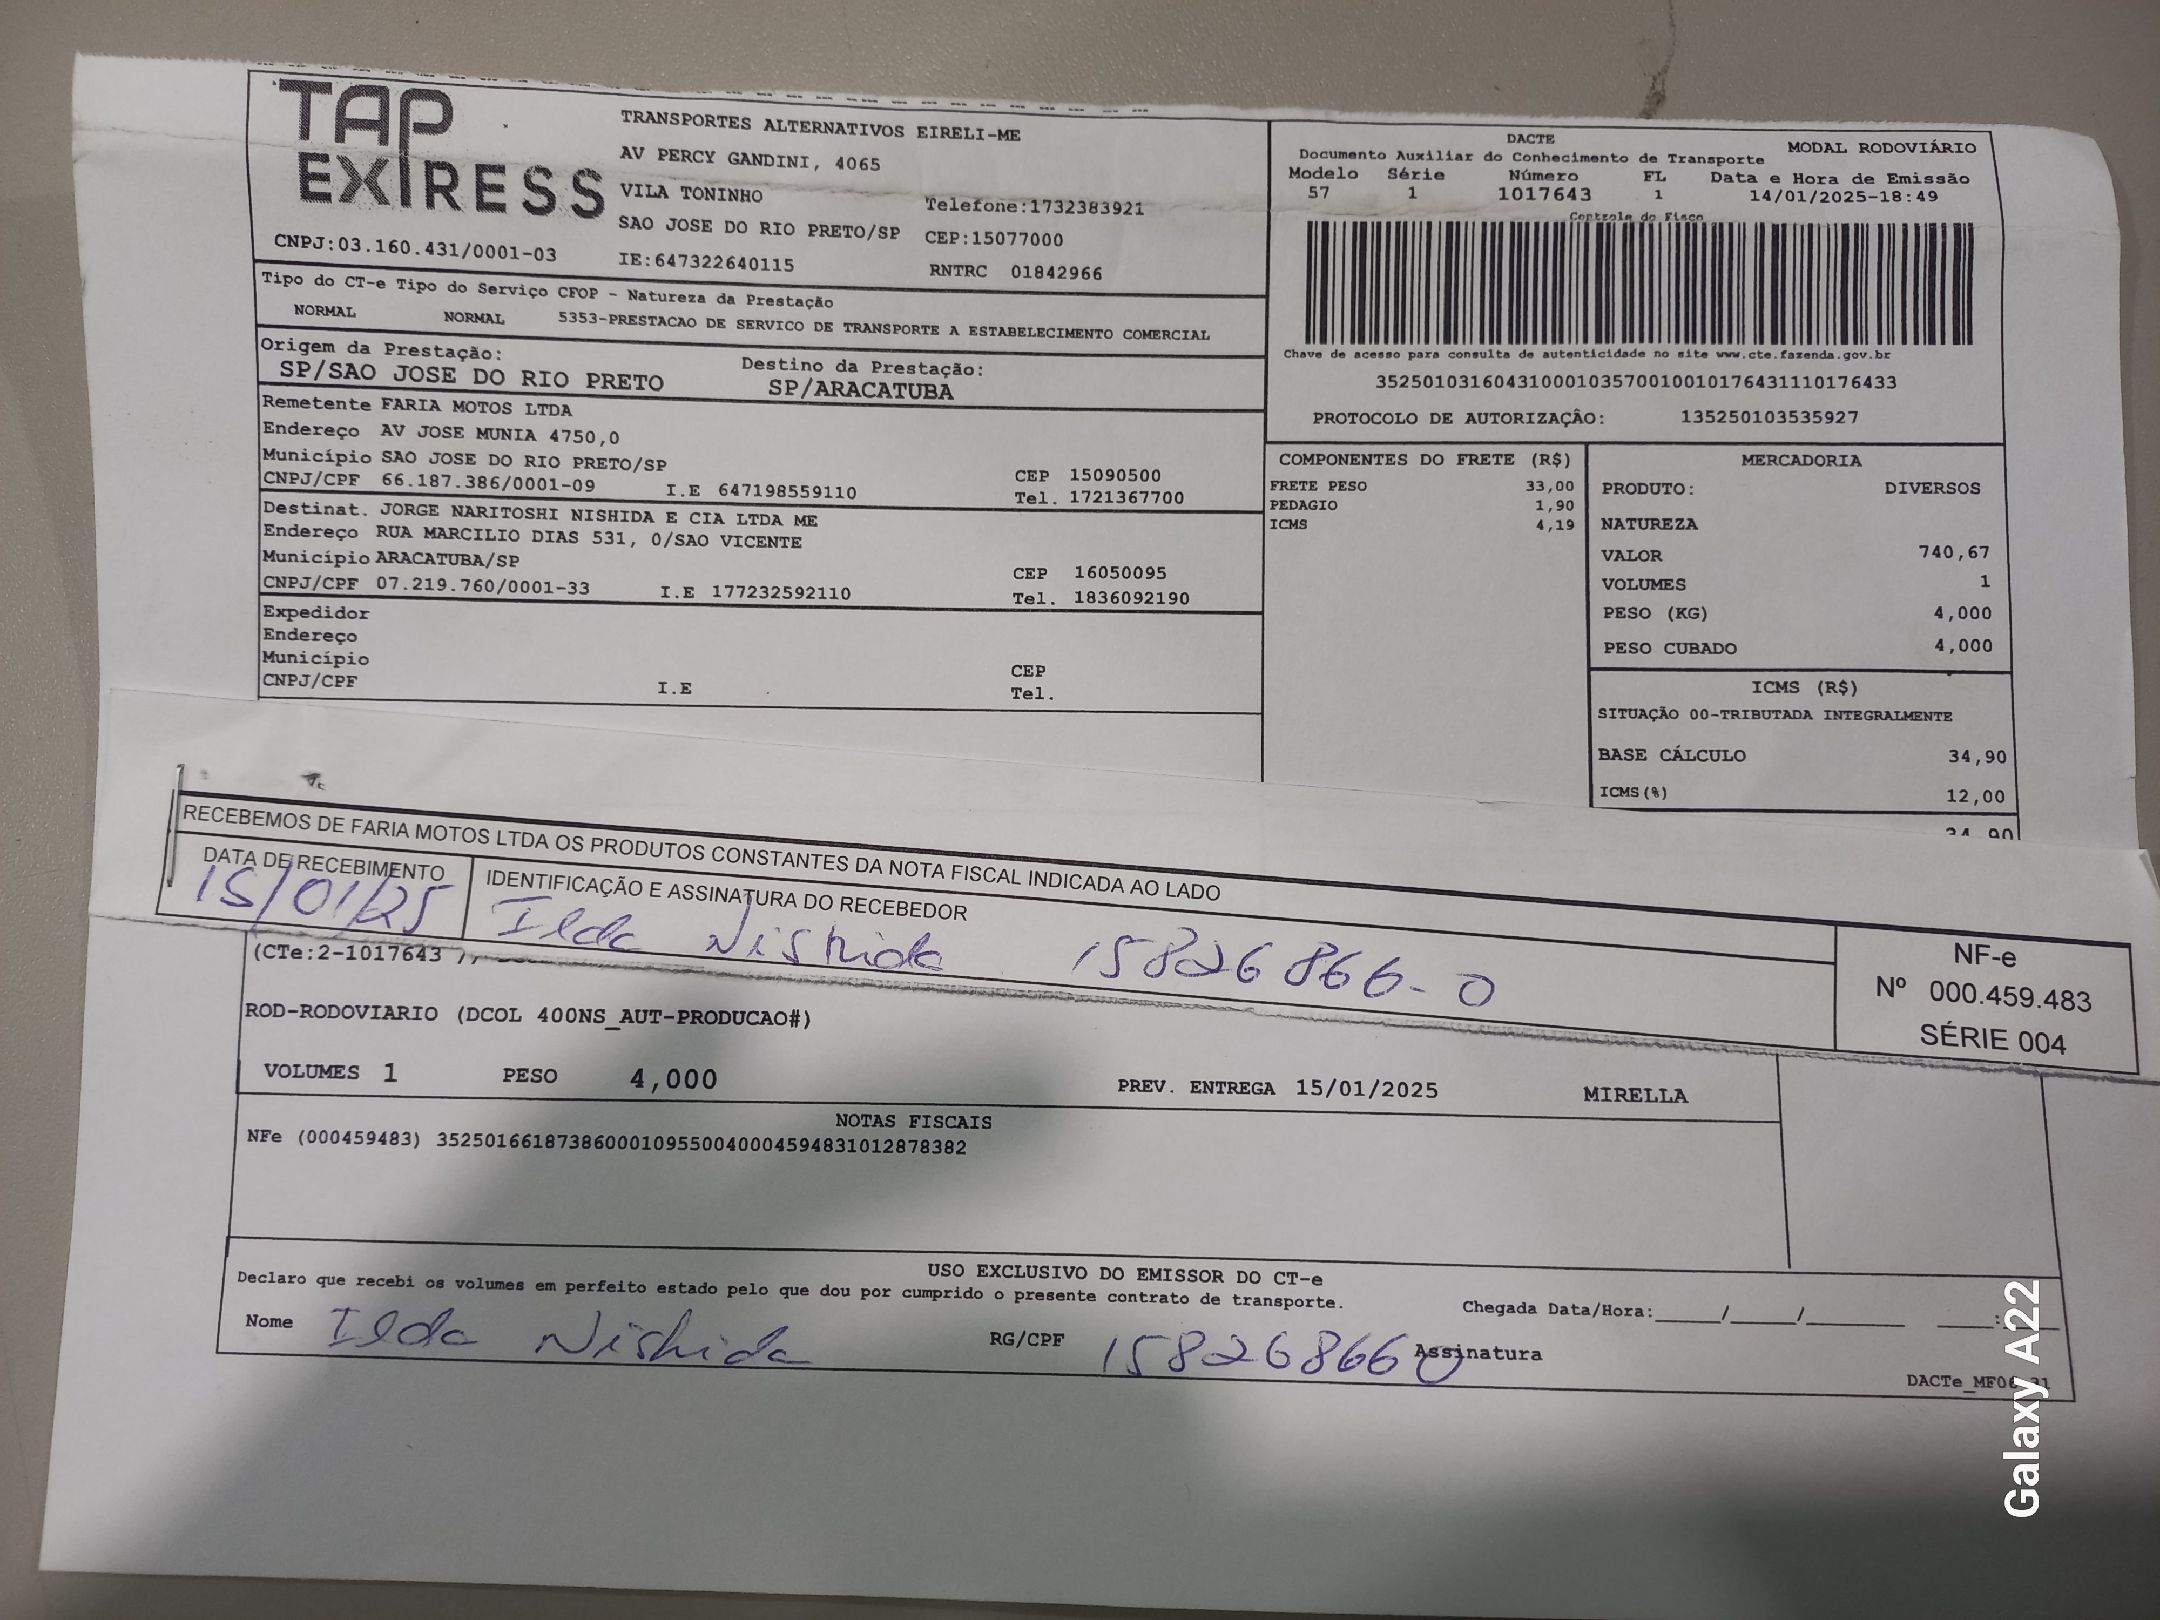 TAP EXPRESS
TRANSPORTES ALTERNATIVOS EIRELI-ME
AV PERCY GANDINI, 4065
VILA TONINHO
Telefone:1732383921
SAO JOSE DO RIO PRETO/SP CEP:15077000
CNPJ:03.160.431/0001-03 IE:647322640115 RNTRC 01842966
DACTE MODAL RODOVIÁRIO
Documento Auxiliar do Conhecimento de Transporte
Modelo Série Número FL Data e Hora de Emissão
57 1 1017643 1 14/01/2025-18:49
Controle do Fisco
Chave de acesso para consulta de autenticidade no site www.cte.fazenda.gov.br
35250103160431000103570010010176431110176433
PROTOCOLO DE AUTORIZAÇÃO: 135250103535927
Tipo do CT-e Tipo do Serviço CFOP - Natureza da Prestação
NORMAL NORMAL 5353-PRESTACAO DE SERVICO DE TRANSPORTE A ESTABELECIMENTO COMERCIAL
Origem da Prestação: Destino da Prestação:
SP/SAO JOSE DO RIO PRETO SP/ARACATUBA
Remetente FARIA MOTOS LTDA
Endereço AV JOSE MUNIA 4750,0
Município SAO JOSE DO RIO PRETO/SP CEP 15090500
CNPJ/CPF 66.187.386/0001-09 I.E 647198559110 Tel. 1721367700
Destinat. JORGE NARITOSHI NISHIDA E CIA LTDA ME
Endereço RUA MARCILIO DIAS 531, 0/SAO VICENTE
Município ARACATUBA/SP CEP 16050095
CNPJ/CPF 07.219.760/0001-33 I.E 177232592110 Tel. 1836092190
Expedidor
Endereço
Município CEP
CNPJ/CPF I.E Tel.
COMPONENTES DO FRETE (R$)
FRETE PESO 33,00
PEDAGIO 1,90
ICMS 4,19
MERCADORIA
PRODUTO: DIVERSOS
NATUREZA
VALOR 740,67
VOLUMES 1
PESO (KG) 4,000
PESO CUBADO 4,000
ICMS (R$)
SITUAÇÃO 00-TRIBUTADA INTEGRALMENTE
BASE CÁLCULO 34,90
ICMS(%) 12,00
34,90
RECEBEMOS DE FARIA MOTOS LTDA OS PRODUTOS CONSTANTES DA NOTA FISCAL INDICADA AO LADO
DATA DE RECEBIMENTO IDENTIFICAÇÃO E ASSINATURA DO RECEBEDOR
15/01/25 Ilda Nishida 15826866-0
NF-e
Nº 000.459.483
SÉRIE 004
(CTe:2-1017643 )
ROD-RODOVIARIO (DCOL 400NS_AUT-PRODUCAO#)
VOLUMES 1 PESO 4,000 PREV. ENTREGA 15/01/2025 MIRELLA
NOTAS FISCAIS
NFe (000459483) 35250166187386000109550040004594831012878382
USO EXCLUSIVO DO EMISSOR DO CT-e
Declaro que recebi os volumes em perfeito estado pelo que dou por cumprido o presente contrato de transporte.
Chegada Data/Hora:_____/_____/________ ____:____
Nome Ilda Nishida RG/CPF 158268660 Assinatura
DACTe_MF06
Galaxy A22